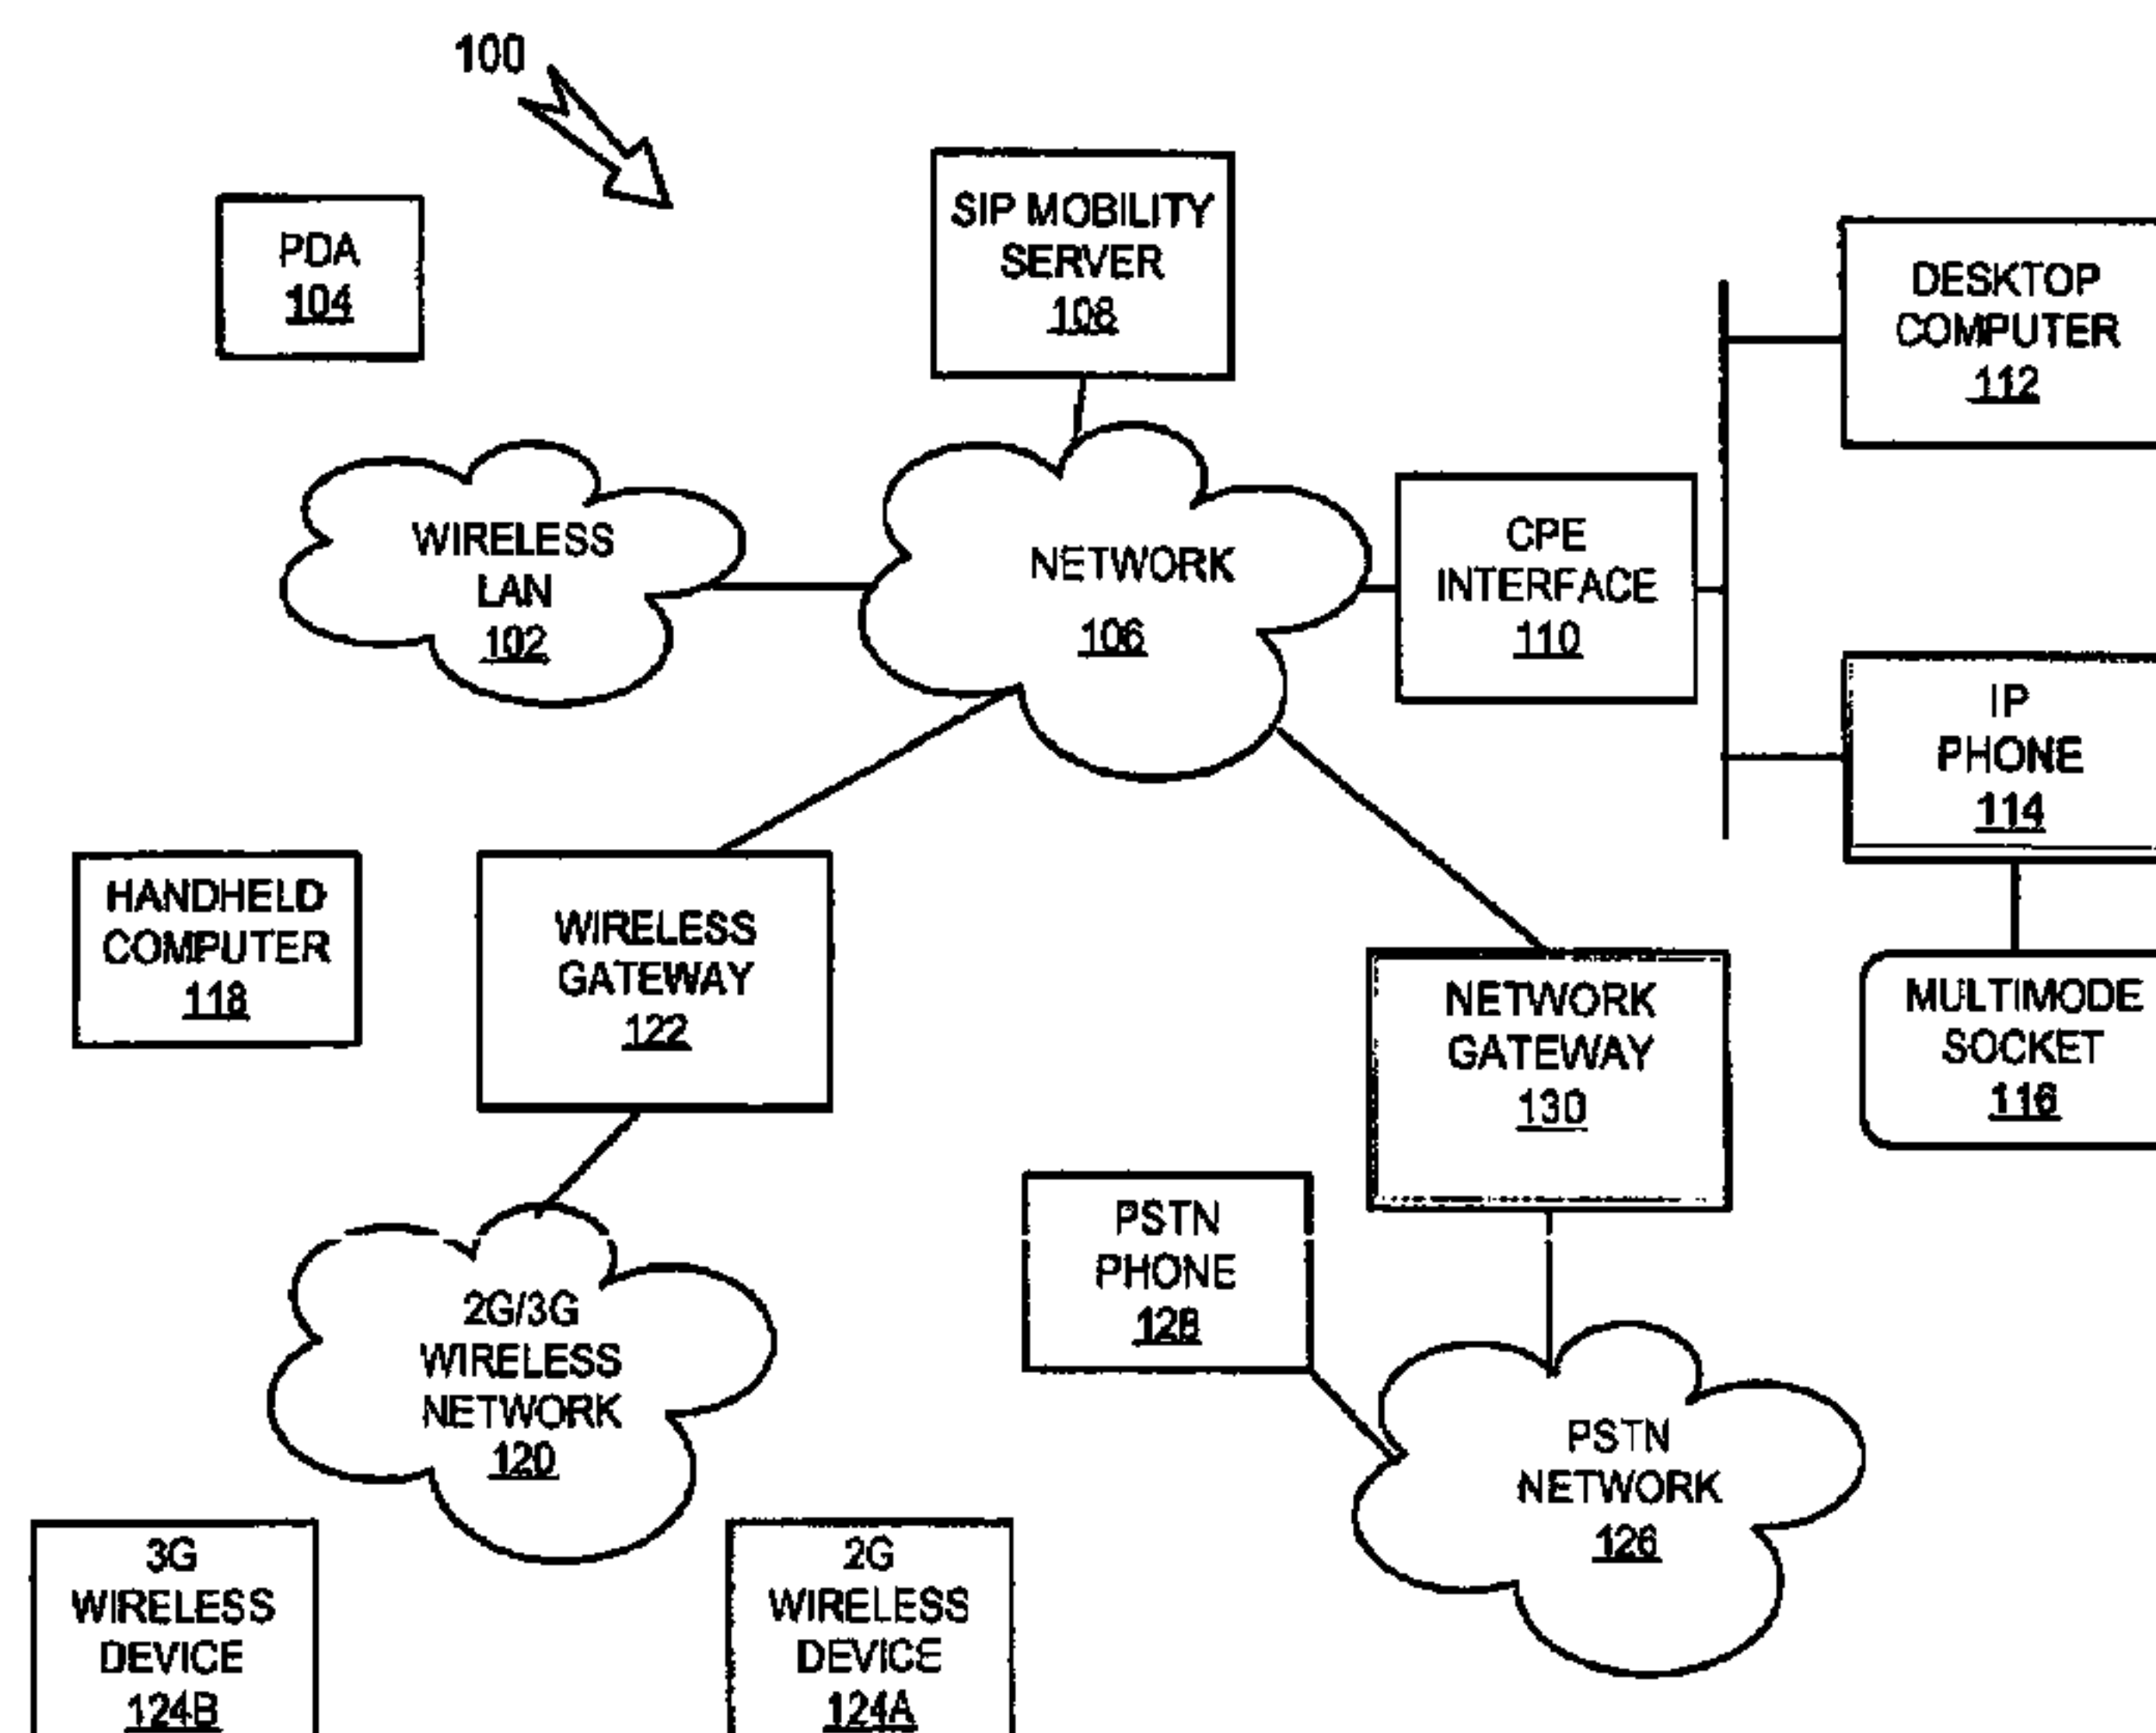 100
PDA
104
SIP MOBILITY
SERVER
108
DESKTOP
COMPUTER
112
WIRELESS
LAN
102
NETWORK
106
CPE
INTERFACE
110
IP
PHONE
114
HANDHELD
COMPUTER
118
WIRELESS
GATEWAY
122
NETWORK
GATEWAY
130
MULTIMODE
SOCKET
116
PSTN
PHONE
128
2G/3G
WIRELESS
NETWORK
120
PSTN
NETWORK
126
3G
WIRELESS
DEVICE
124B
2G
WIRELESS
DEVICE
124A